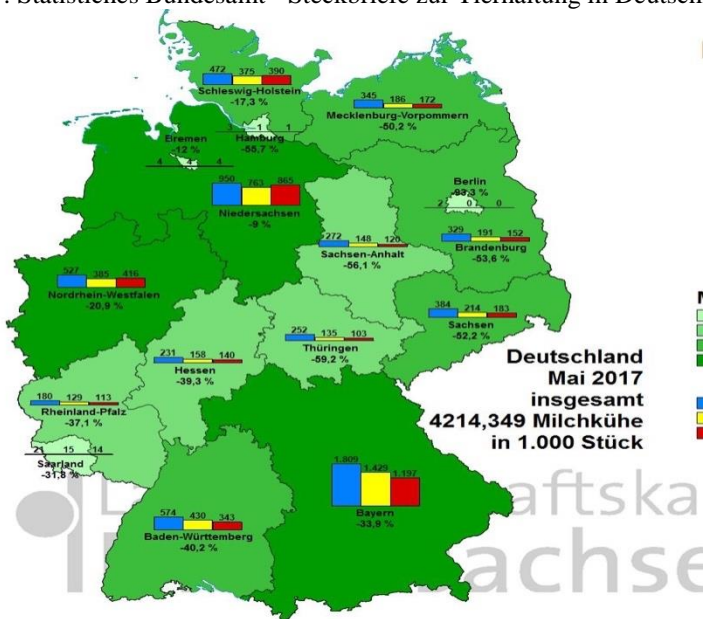 . Statistiches Bundesamt - Steckbriefe zur Tierhaltung in Deutsch
472 375 390
Schleswig-Holstein
-17,3 %
345 186 172
Mecklenburg-Vorpommern
-50,2 %
3 1 1
Hamburg
-55,7 %
Bremen
-12 %
4 4 4
950 763 865
Niedersachsen
-9 %
Berlin
-93,3 %
2 0 0
329 191 152
Brandenburg
-53,6 %
272 148 120
Sachsen-Anhalt
-56,1 %
527 385 416
Nordrhein-Westfalen
-20,9 %
384 214 183
Sachsen
-52,2 %
252 135 103
Thüringen
-59,2 %
231 158 140
Hessen
-39,3 %
180 129 113
Rheinland-Pfalz
-37,1 %
21 15 14
Saarland
-31,8 %
Deutschland
Mai 2017
insgesamt
4214,349 Milchkühe
in 1.000 Stück
1.809 1.429 1.197
Bayern
-33,9 %
574 430 343
Baden-Württemberg
-40,2 %
aftska
achse